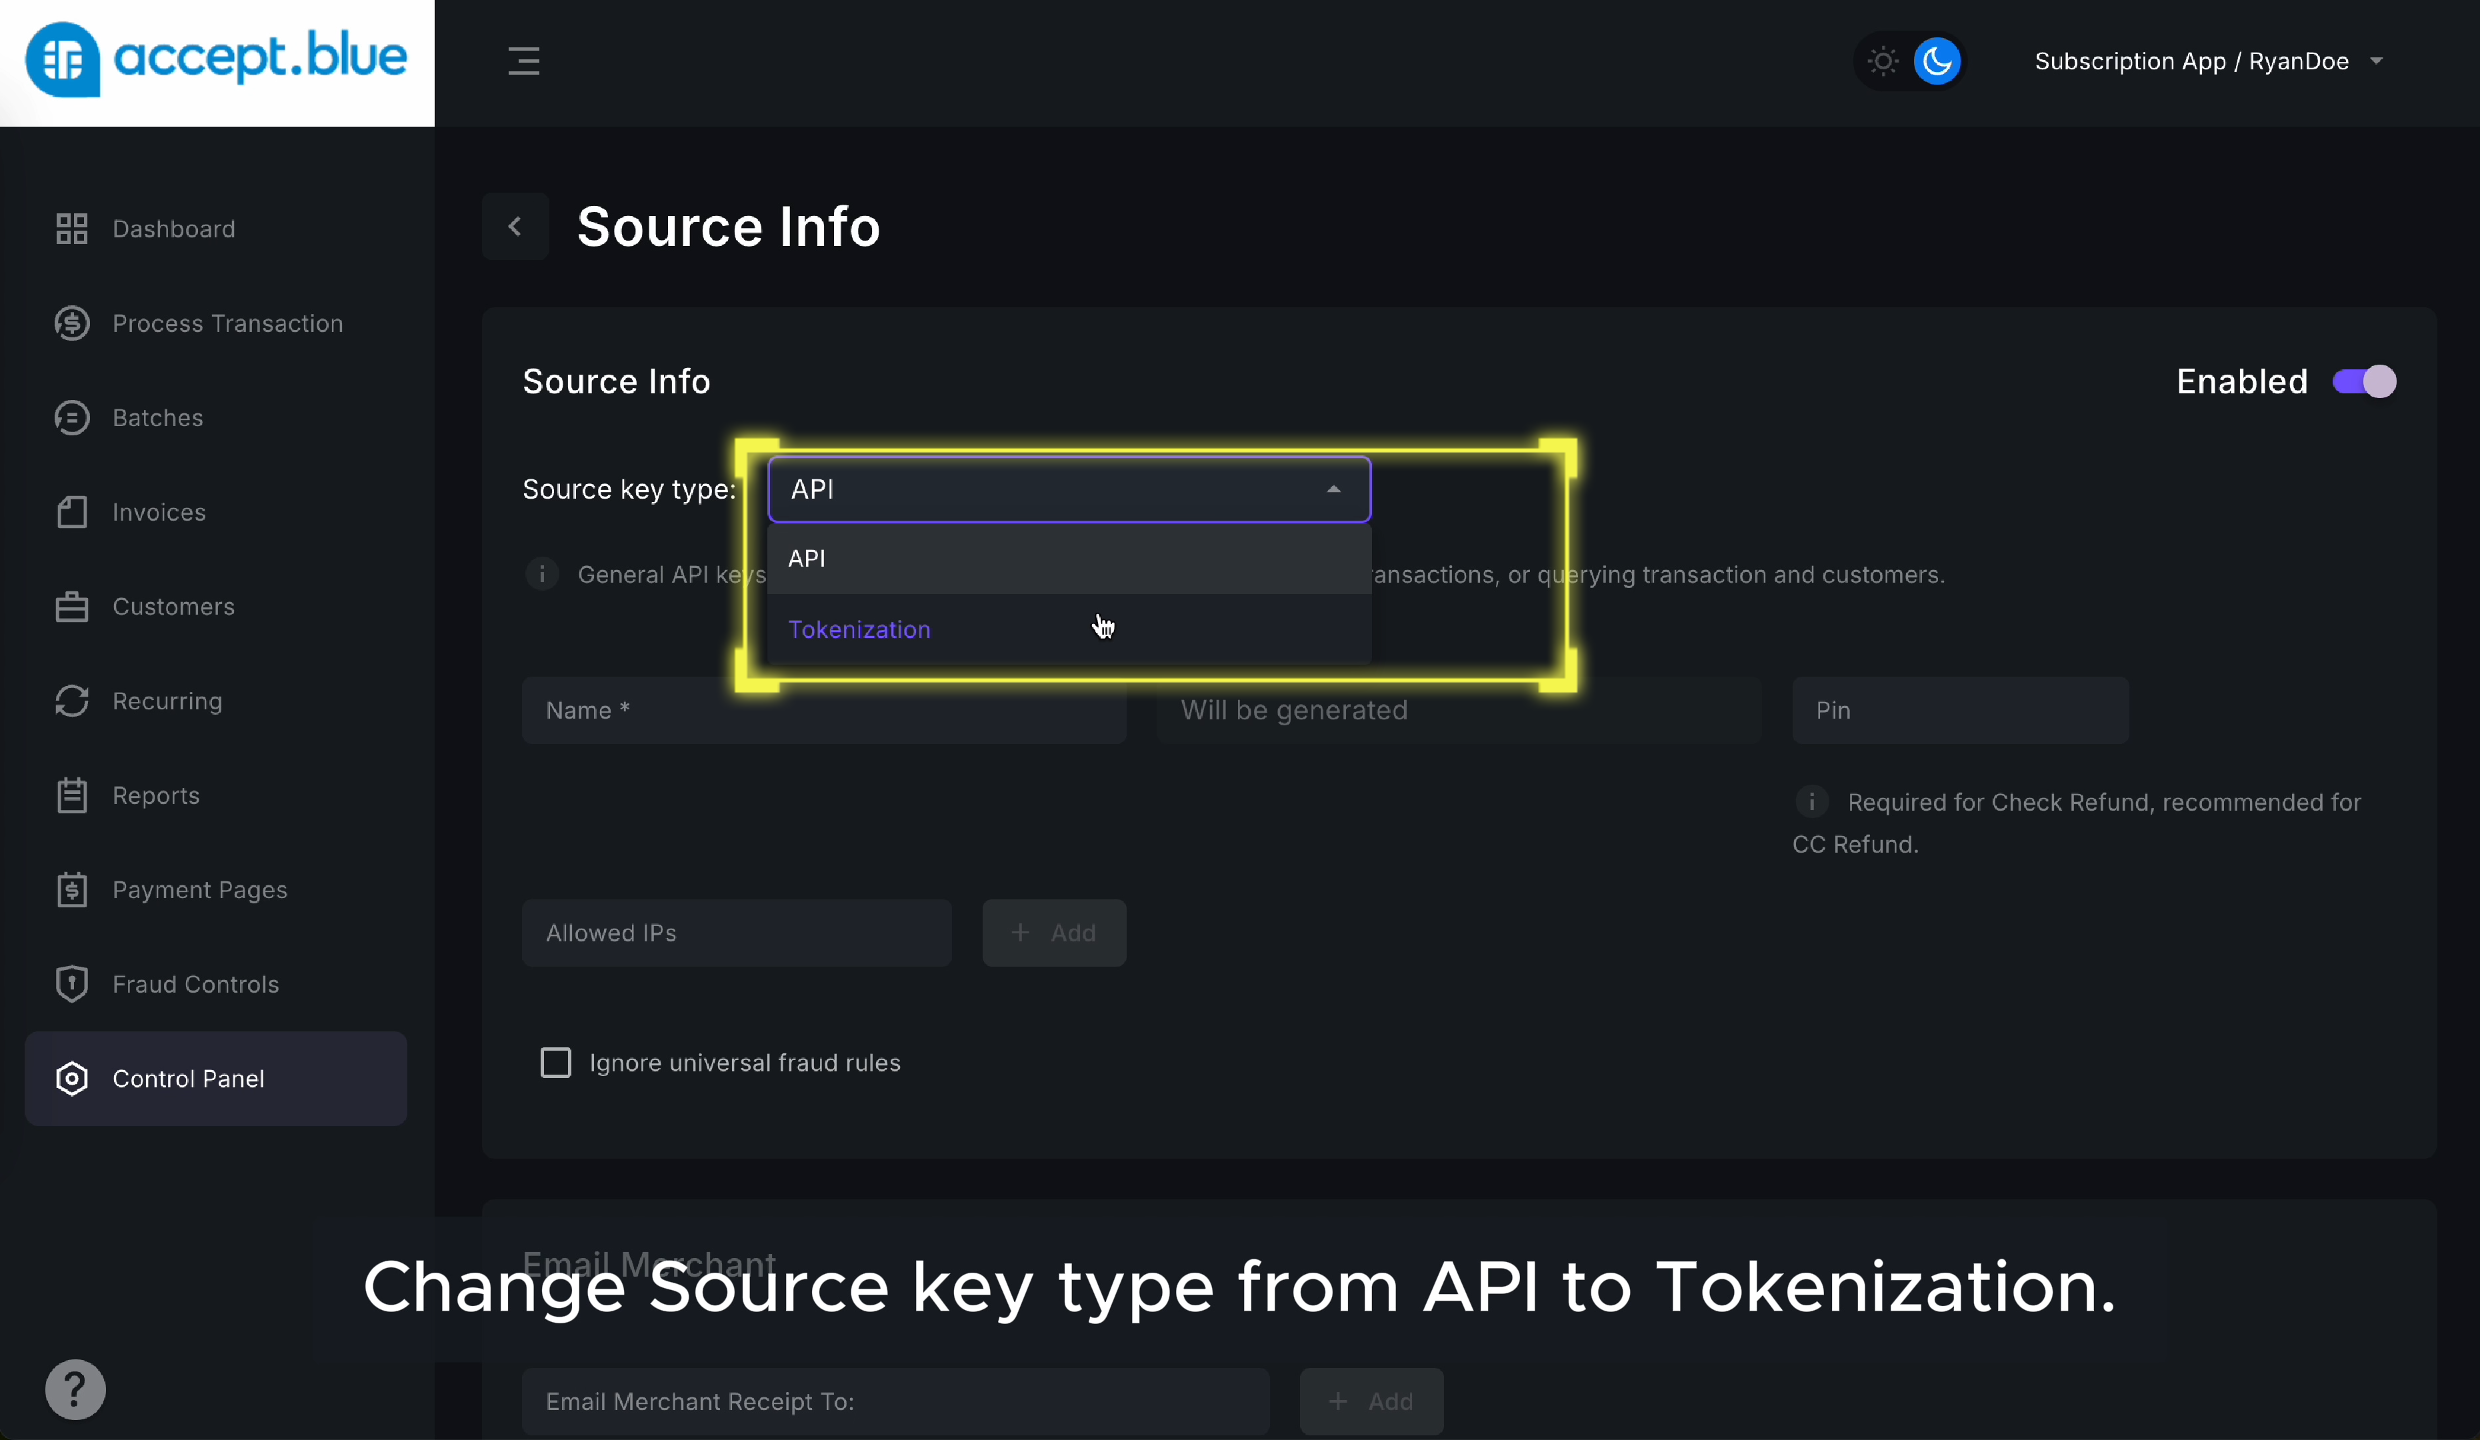 accept.blue
Subscription App / RyanDoe
Dashboard
Process Transaction
Batches
Invoices
Customers
Recurring
Reports
Payment Pages
Fraud Controls
Control Panel
?
Source Info
Source Info
Enabled
Source key type:
API
API
Tokenization
General API keys
ansactions, or querying transaction and customers.
Name *
Will be generated
Pin
Required for Check Refund, recommended for
CC Refund.
Allowed IPs
+ Add
Ignore universal fraud rules
Email Merchant
Change Source key type from API to Tokenization.
Email Merchant Receipt To:
+ Add